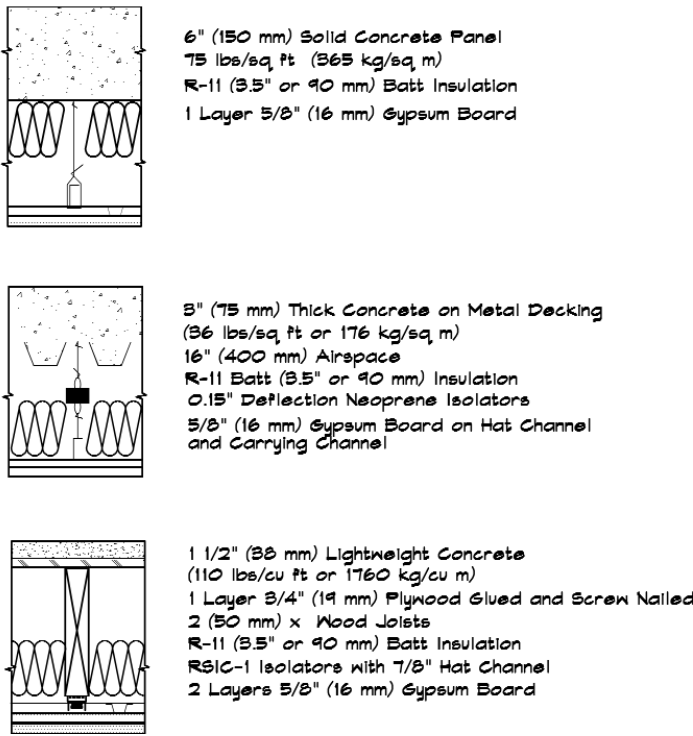 6" (150 mm) Solid Concrete Panel
75 lbs/sq ft (365 kg/sq m)
R-11 (3.5" or 90 mm) Batt Insulation
1 Layer 5/8" (16 mm) Gypsum Board
3" (75 mm) Thick Concrete on Metal Decking
(36 lbs/sq ft or 176 kg/sq m)
16" (400 mm) Airspace
R-11 Batt (3.5" or 90 mm) Insulation
0.15" Deflection Neoprene Isolators
5/8" (16 mm) Gypsum Board on Hat Channel
and Carrying Channel
1 1/2" (38 mm) Lightweight Concrete
(110 lbs/cu ft or 1760 kg/cu m)
1 Layer 3/4" (19 mm) Plywood Glued and Screw Nailed
2 (50 mm) x Wood Joists
R-11 (3.5" or 90 mm) Batt Insulation
RSIC-1 Isolators with 7/8" Hat Channel
2 Layers 5/8" (16 mm) Gypsum Board